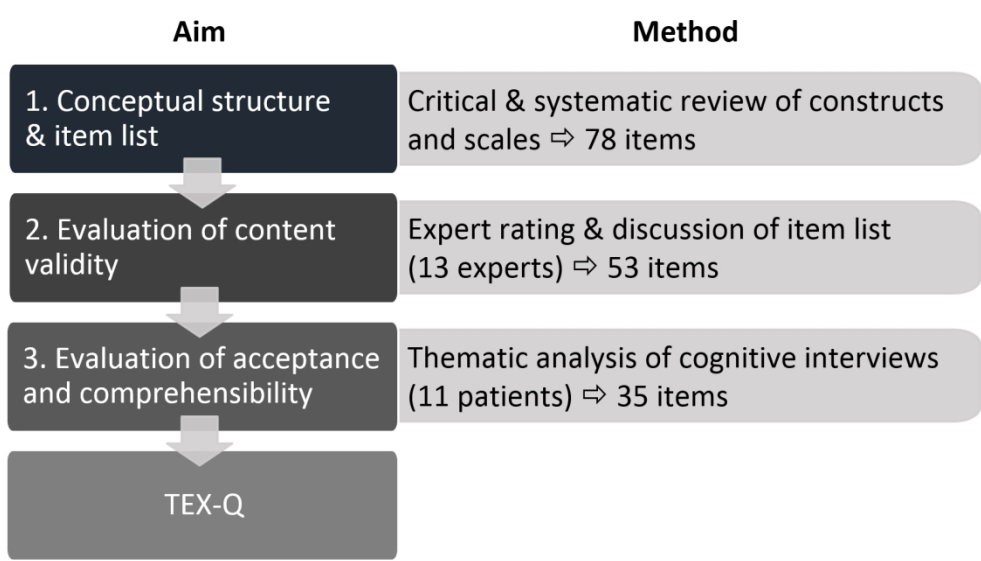 Aim
Method
1. Conceptual structure
& item list
Critical & systematic review of constructs
and scales ⇨ 78 items
2. Evaluation of content
validity
Expert rating & discussion of item list
(13 experts) ⇨ 53 items
3. Evaluation of acceptance
and comprehensibility
Thematic analysis of cognitive interviews
(11 patients) ⇨ 35 items
TEX-Q